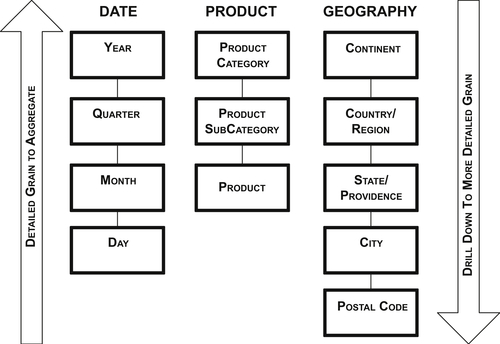 DATE
PRODUCT
GEOGRAPHY
DETAILED GRAIN TO AGGREGATE
YEAR
QUARTER
MONTH
DAY
PRODUCT
CATEGORY
PRODUCT
SUBCATEGORY
PRODUCT
CONTINENT
COUNTRY/
REGION
STATE/
PROVIDENCE
CITY
POSTAL CODE
DRILL DOWN TO MORE DETAILED GRAIN